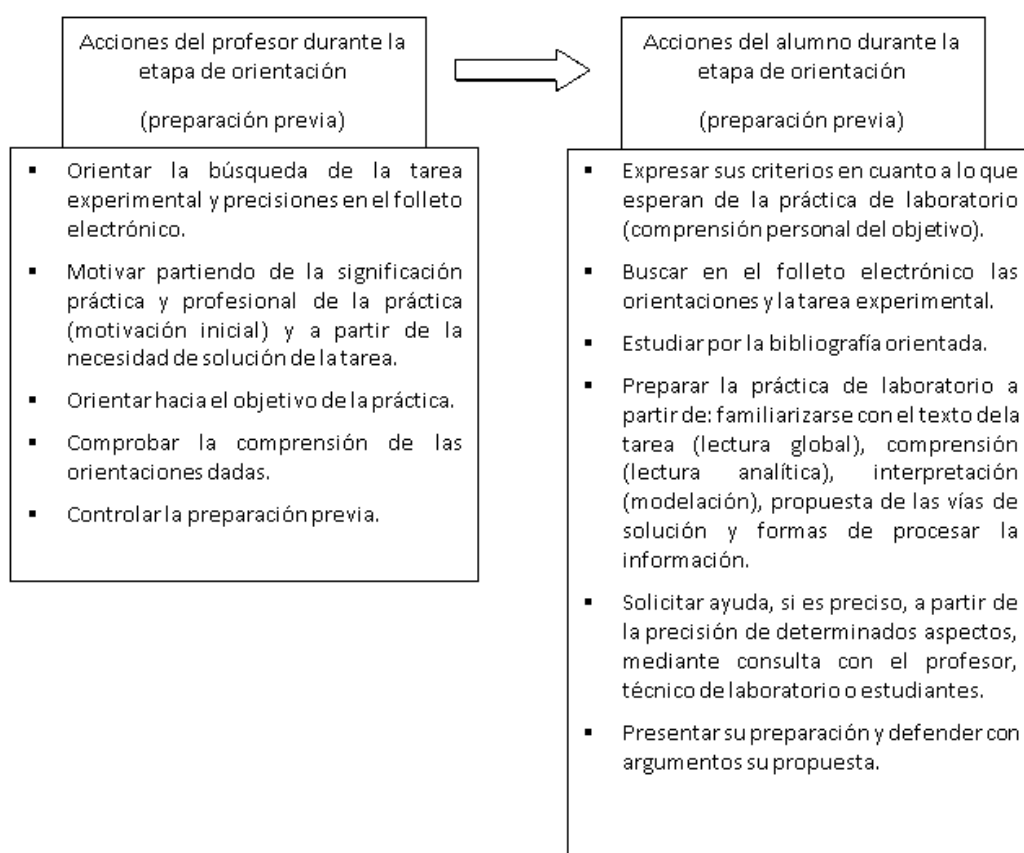 Acciones del profesor durante la
etapa de orientación
(preparación previa)
▪ Orientar la búsqueda de la tarea
experimental y precisiones en el folleto
electrónico.
▪ Motivar partiendo de la significación
práctica y profesional de la práctica
(motivación inicial) y a partir de la
necesidad de solución de la tarea.
▪ Orientar hacia el objetivo de la práctica.
▪ Comprobar la comprensión de las
orientaciones dadas.
▪ Controlar la preparación previa.
Acciones del alumno durante la
etapa de orientación
(preparación previa)
▪ Expresar sus criterios en cuanto a lo que
esperan de la práctica de laboratorio
(comprensión personal del objetivo).
▪ Buscar en el folleto electrónico las
orientaciones y la tarea experimental.
▪ Estudiar por la bibliografía orientada.
▪ Preparar la práctica de laboratorio a
partir de: familiarizarse con el texto de la
tarea (lectura global), comprensión
(lectura analítica), interpretación
(modelación), propuesta de las vías de
solución y formas de procesar la
información.
▪ Solicitar ayuda, si es preciso, a partir de
la precisión de determinados aspectos,
mediante consulta con el profesor,
técnico de laboratorio o estudiantes.
▪ Presentar su preparación y defender con
argumentos su propuesta.